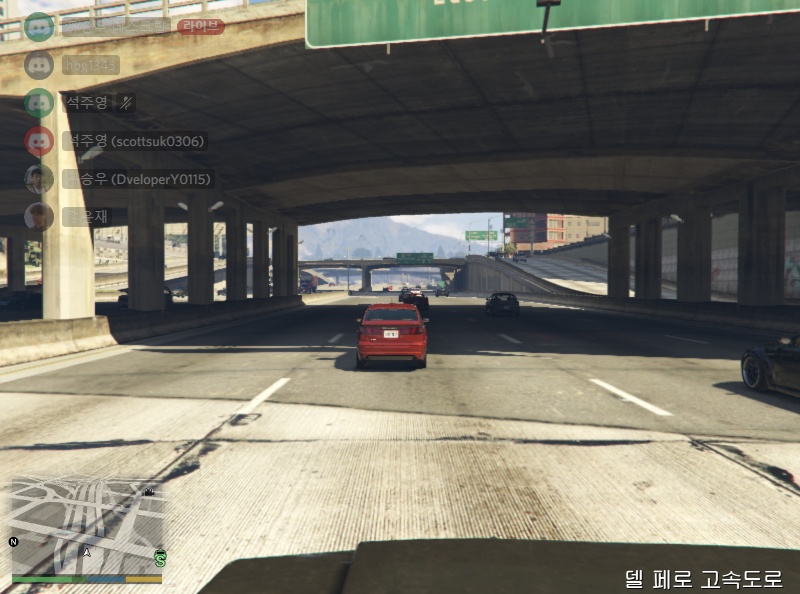 라이브
hbg1343
석주영
석주영 (scottsuk0306)
승우 (DveloperY0115)
윤재
N
S
델 페로 고속도로